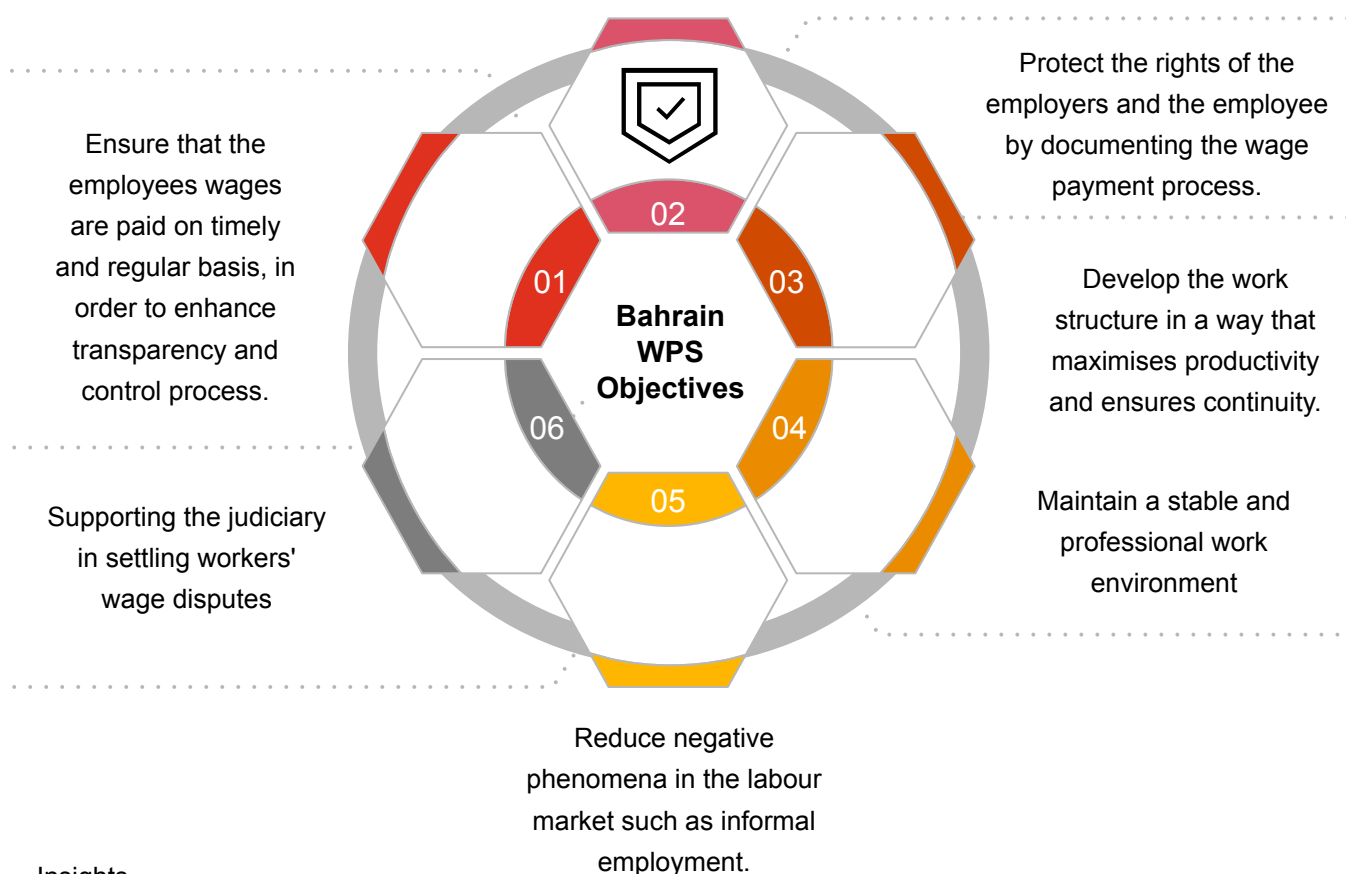 Ensure that the
employees wages
are paid on timely
and regular basis, in
order to enhance
transparency and
control process.
01
02
Protect the rights of the
employers and the employee
by documenting the wage
payment process.
03
Develop the work
structure in a way that
maximises productivity
and ensures continuity.
04
Maintain a stable and
professional work
environment
05
Reduce negative
phenomena in the labour
market such as informal
employment.
06
Supporting the judiciary
in settling workers'
wage disputes
Bahrain
WPS
Objectives
Insights